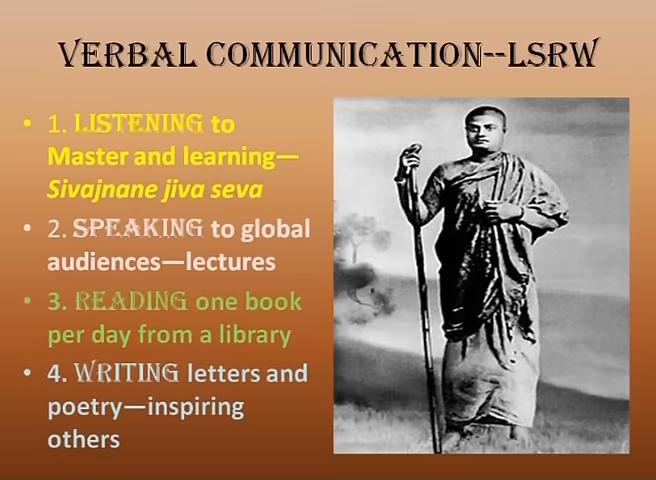 VERBAL COMMUNICATION--LSRW
• 1. LISTENING to
Master and learning—
Sivajnane jiva seva
• 2. SPEAKING to global
audiences—lectures
• 3. READING one book
per day from a library
• 4. WRITING letters and
poetry—inspiring
others